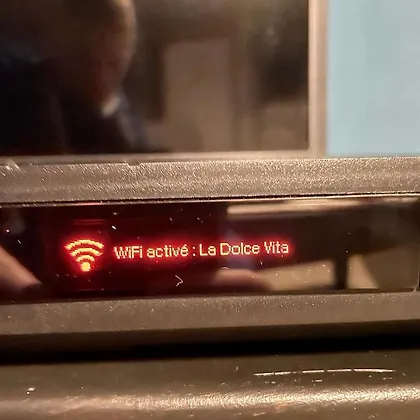 WiFi activé : La Dolce Vita